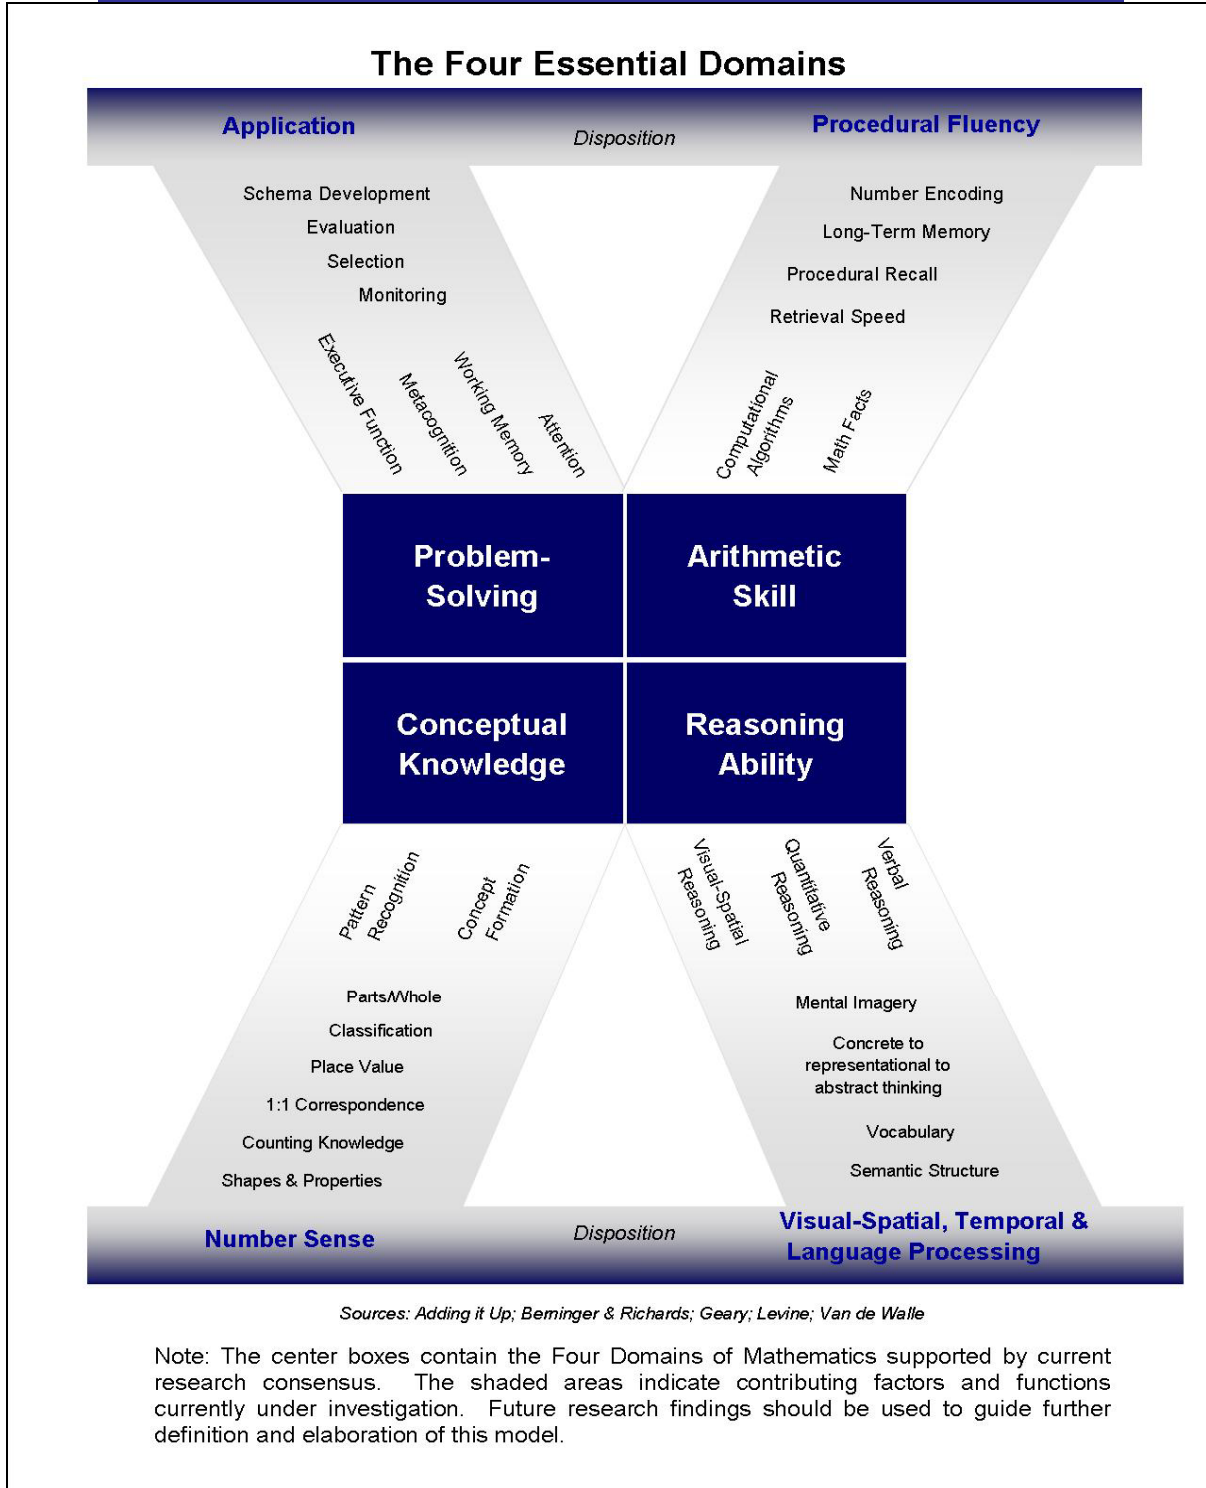 The Four Essential Domains
Application
Disposition
Procedural Fluency
Schema Development
Evaluation
Selection
Monitoring
Executive Function
Metacognition
Working Memory
Attention
Number Encoding
Long-Term Memory
Procedural Recall
Retrieval Speed
Computational
Algorithms
Math Facts
Problem-
Solving
Arithmetic
Skill
Conceptual
Knowledge
Reasoning
Ability
Pattern
Recognition
Concept
Formation
Parts/Whole
Classification
Place Value
1:1 Correspondence
Counting Knowledge
Shapes & Properties
Visual-Spatial
Reasoning
Quantitative
Reasoning
Verbal
Reasoning
Mental Imagery
Concrete to
representational to
abstract thinking
Vocabulary
Semantic Structure
Number Sense
Disposition
Visual-Spatial, Temporal &
Language Processing
Sources: Adding it Up; Berninger & Richards; Geary; Levine; Van de Walle
Note: The center boxes contain the Four Domains of Mathematics supported by current
research consensus. The shaded areas indicate contributing factors and functions
currently under investigation. Future research findings should be used to guide further
definition and elaboration of this model.